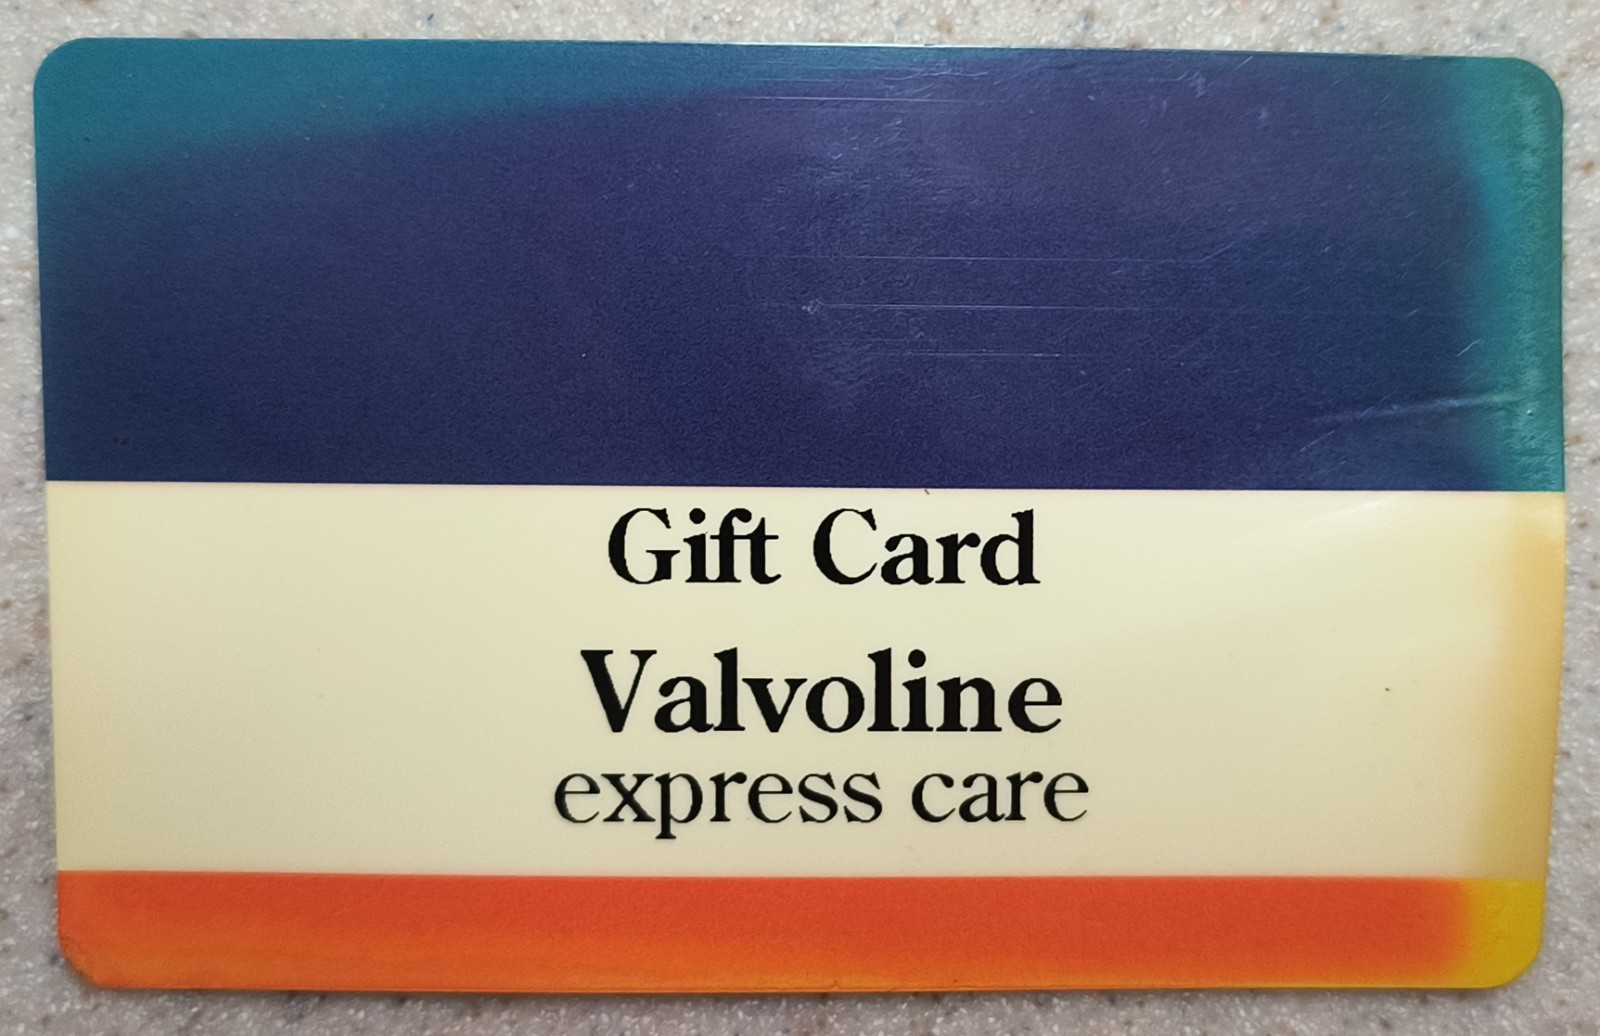 Gift Card
Valvoline
express care